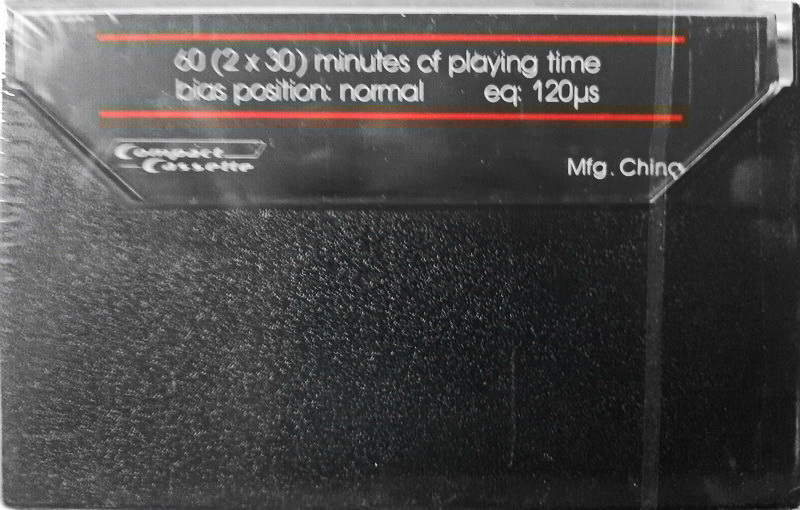 60 (2 x 30) minutes of playing time
bias position: normal eq: 120µs
Compact
Cassette
Mfg. China